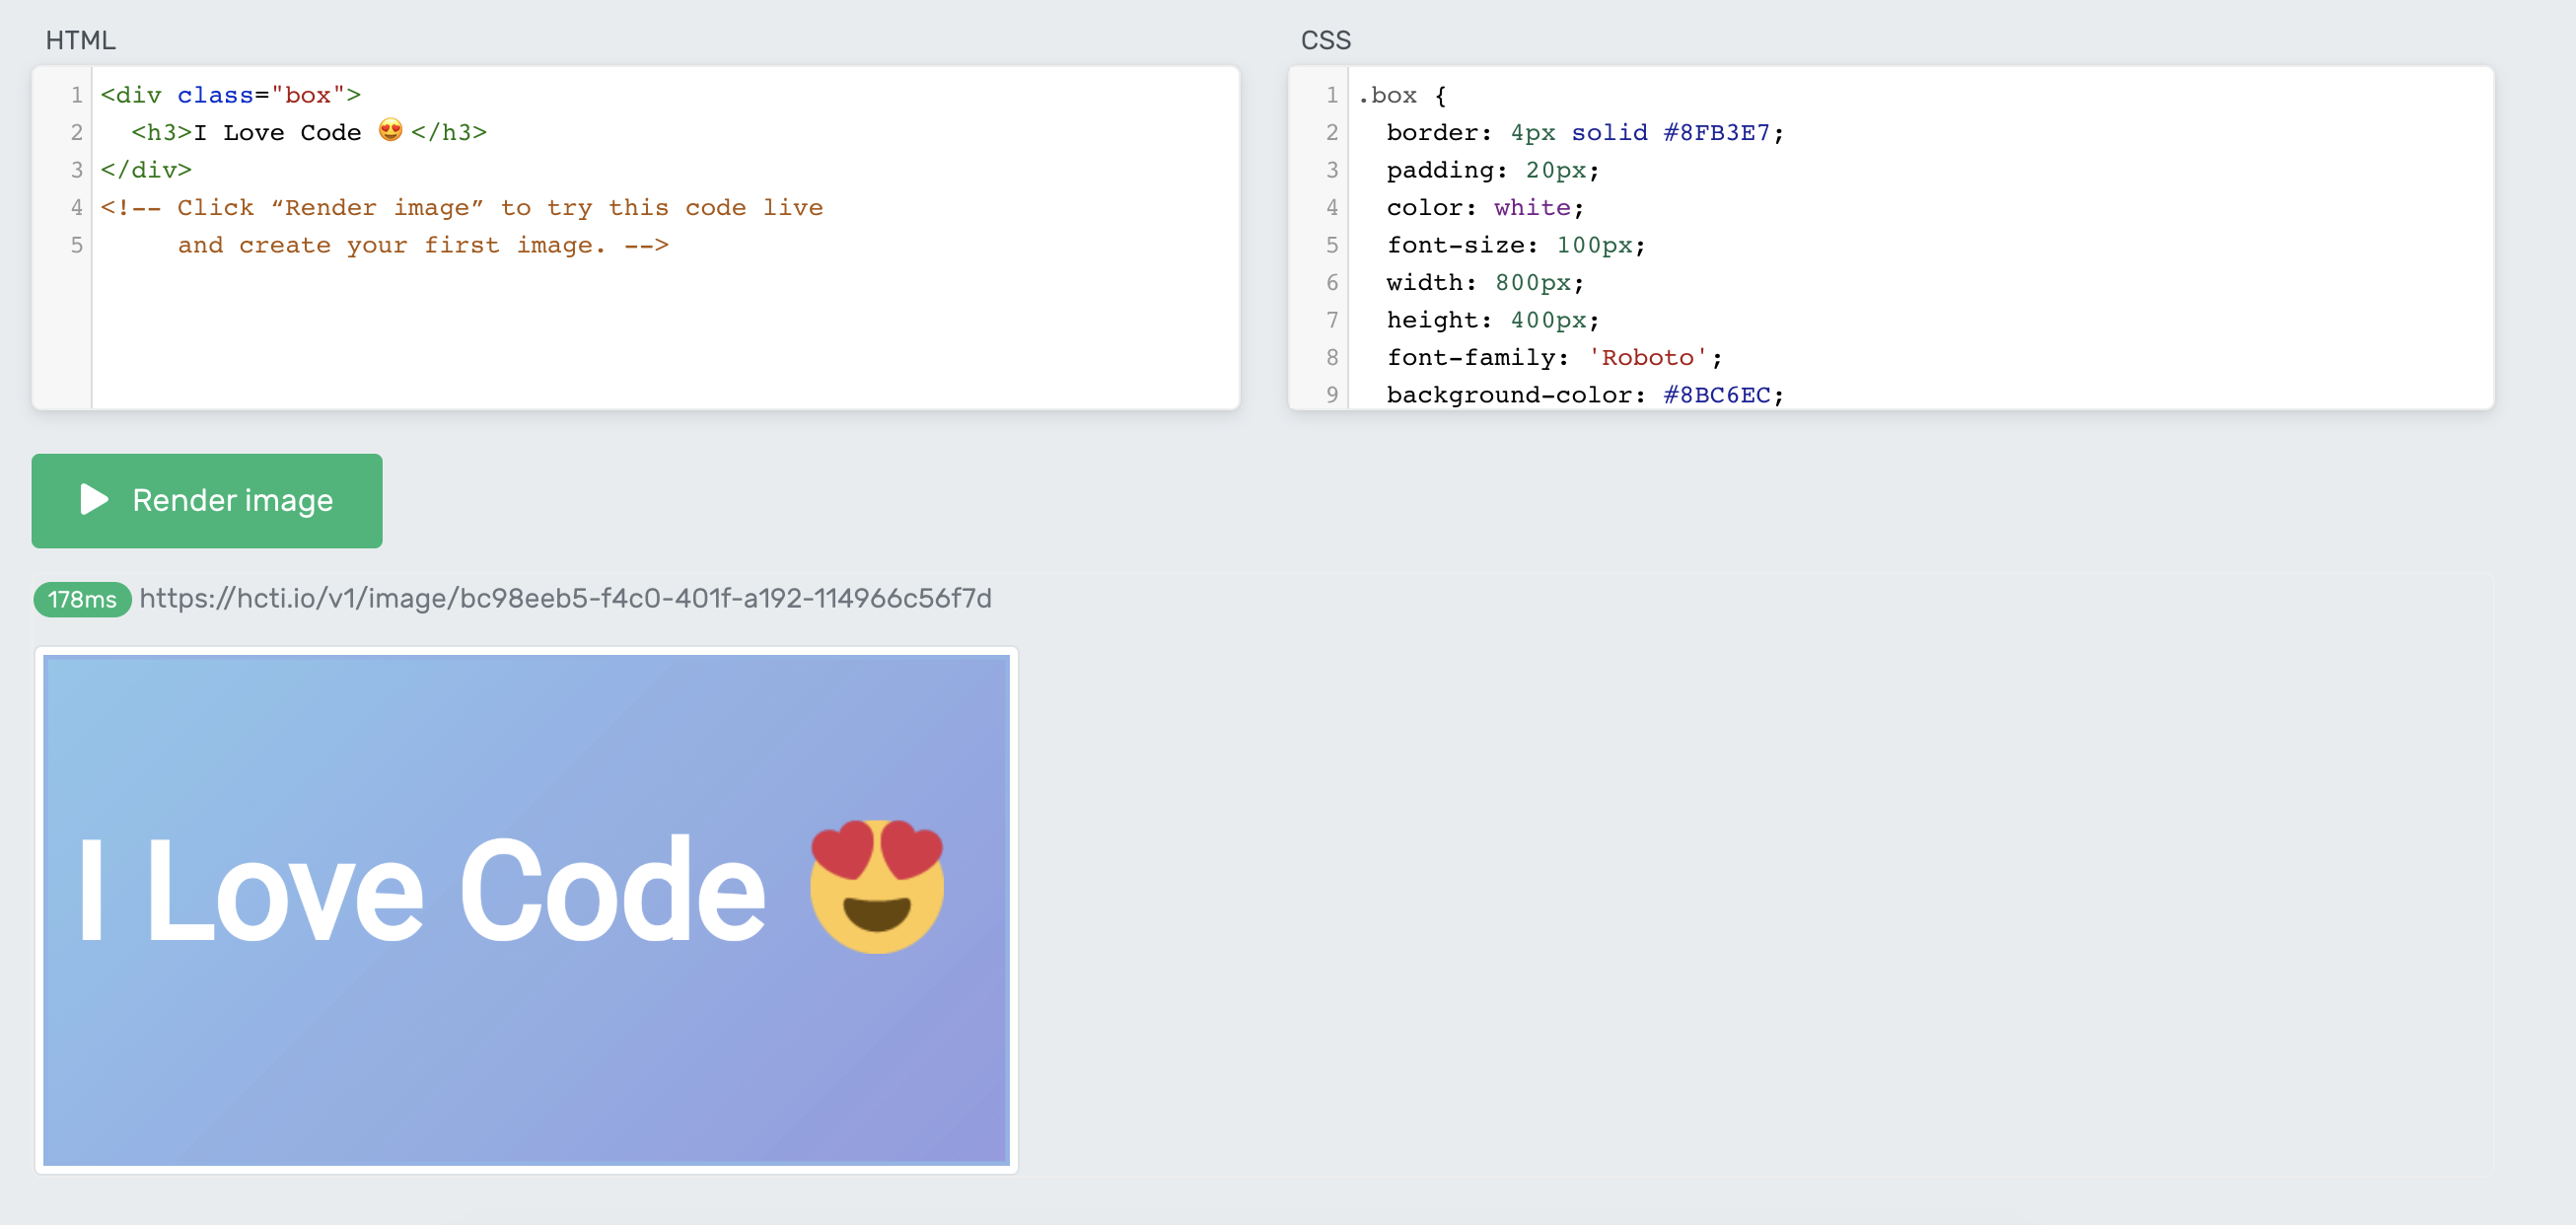 HTML
1 <div class="box">
2   <h3>I Love Code 😍</h3>
3 </div>
4 <!-- Click “Render image” to try this code live
5      and create your first image. -->
CSS
1 .box {
2   border: 4px solid #8FB3E7;
3   padding: 20px;
4   color: white;
5   font-size: 100px;
6   width: 800px;
7   height: 400px;
8   font-family: 'Roboto';
9   background-color: #8BC6EC;
Render image
178ms https://hcti.io/v1/image/bc98eeb5-f4c0-401f-a192-114966c56f7d
I Love Code 😍